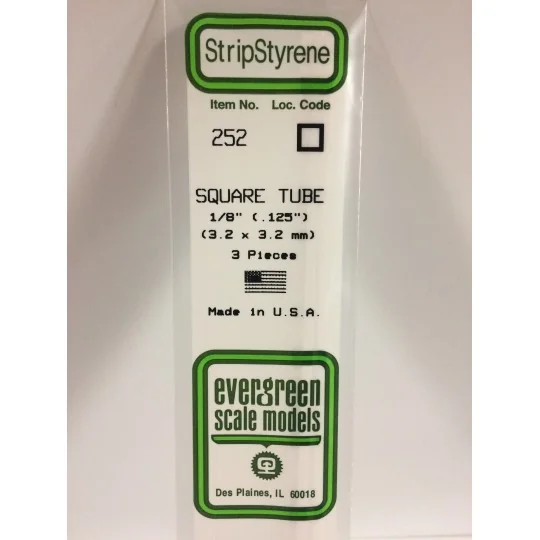 StripStyrene
Item No. Loc. Code
252
SQUARE TUBE
1/8" (.125")
(3.2 x 3.2 mm)
3 Pieces
Made in U.S.A.
evergreen
scale models
Des Plaines, IL 60018